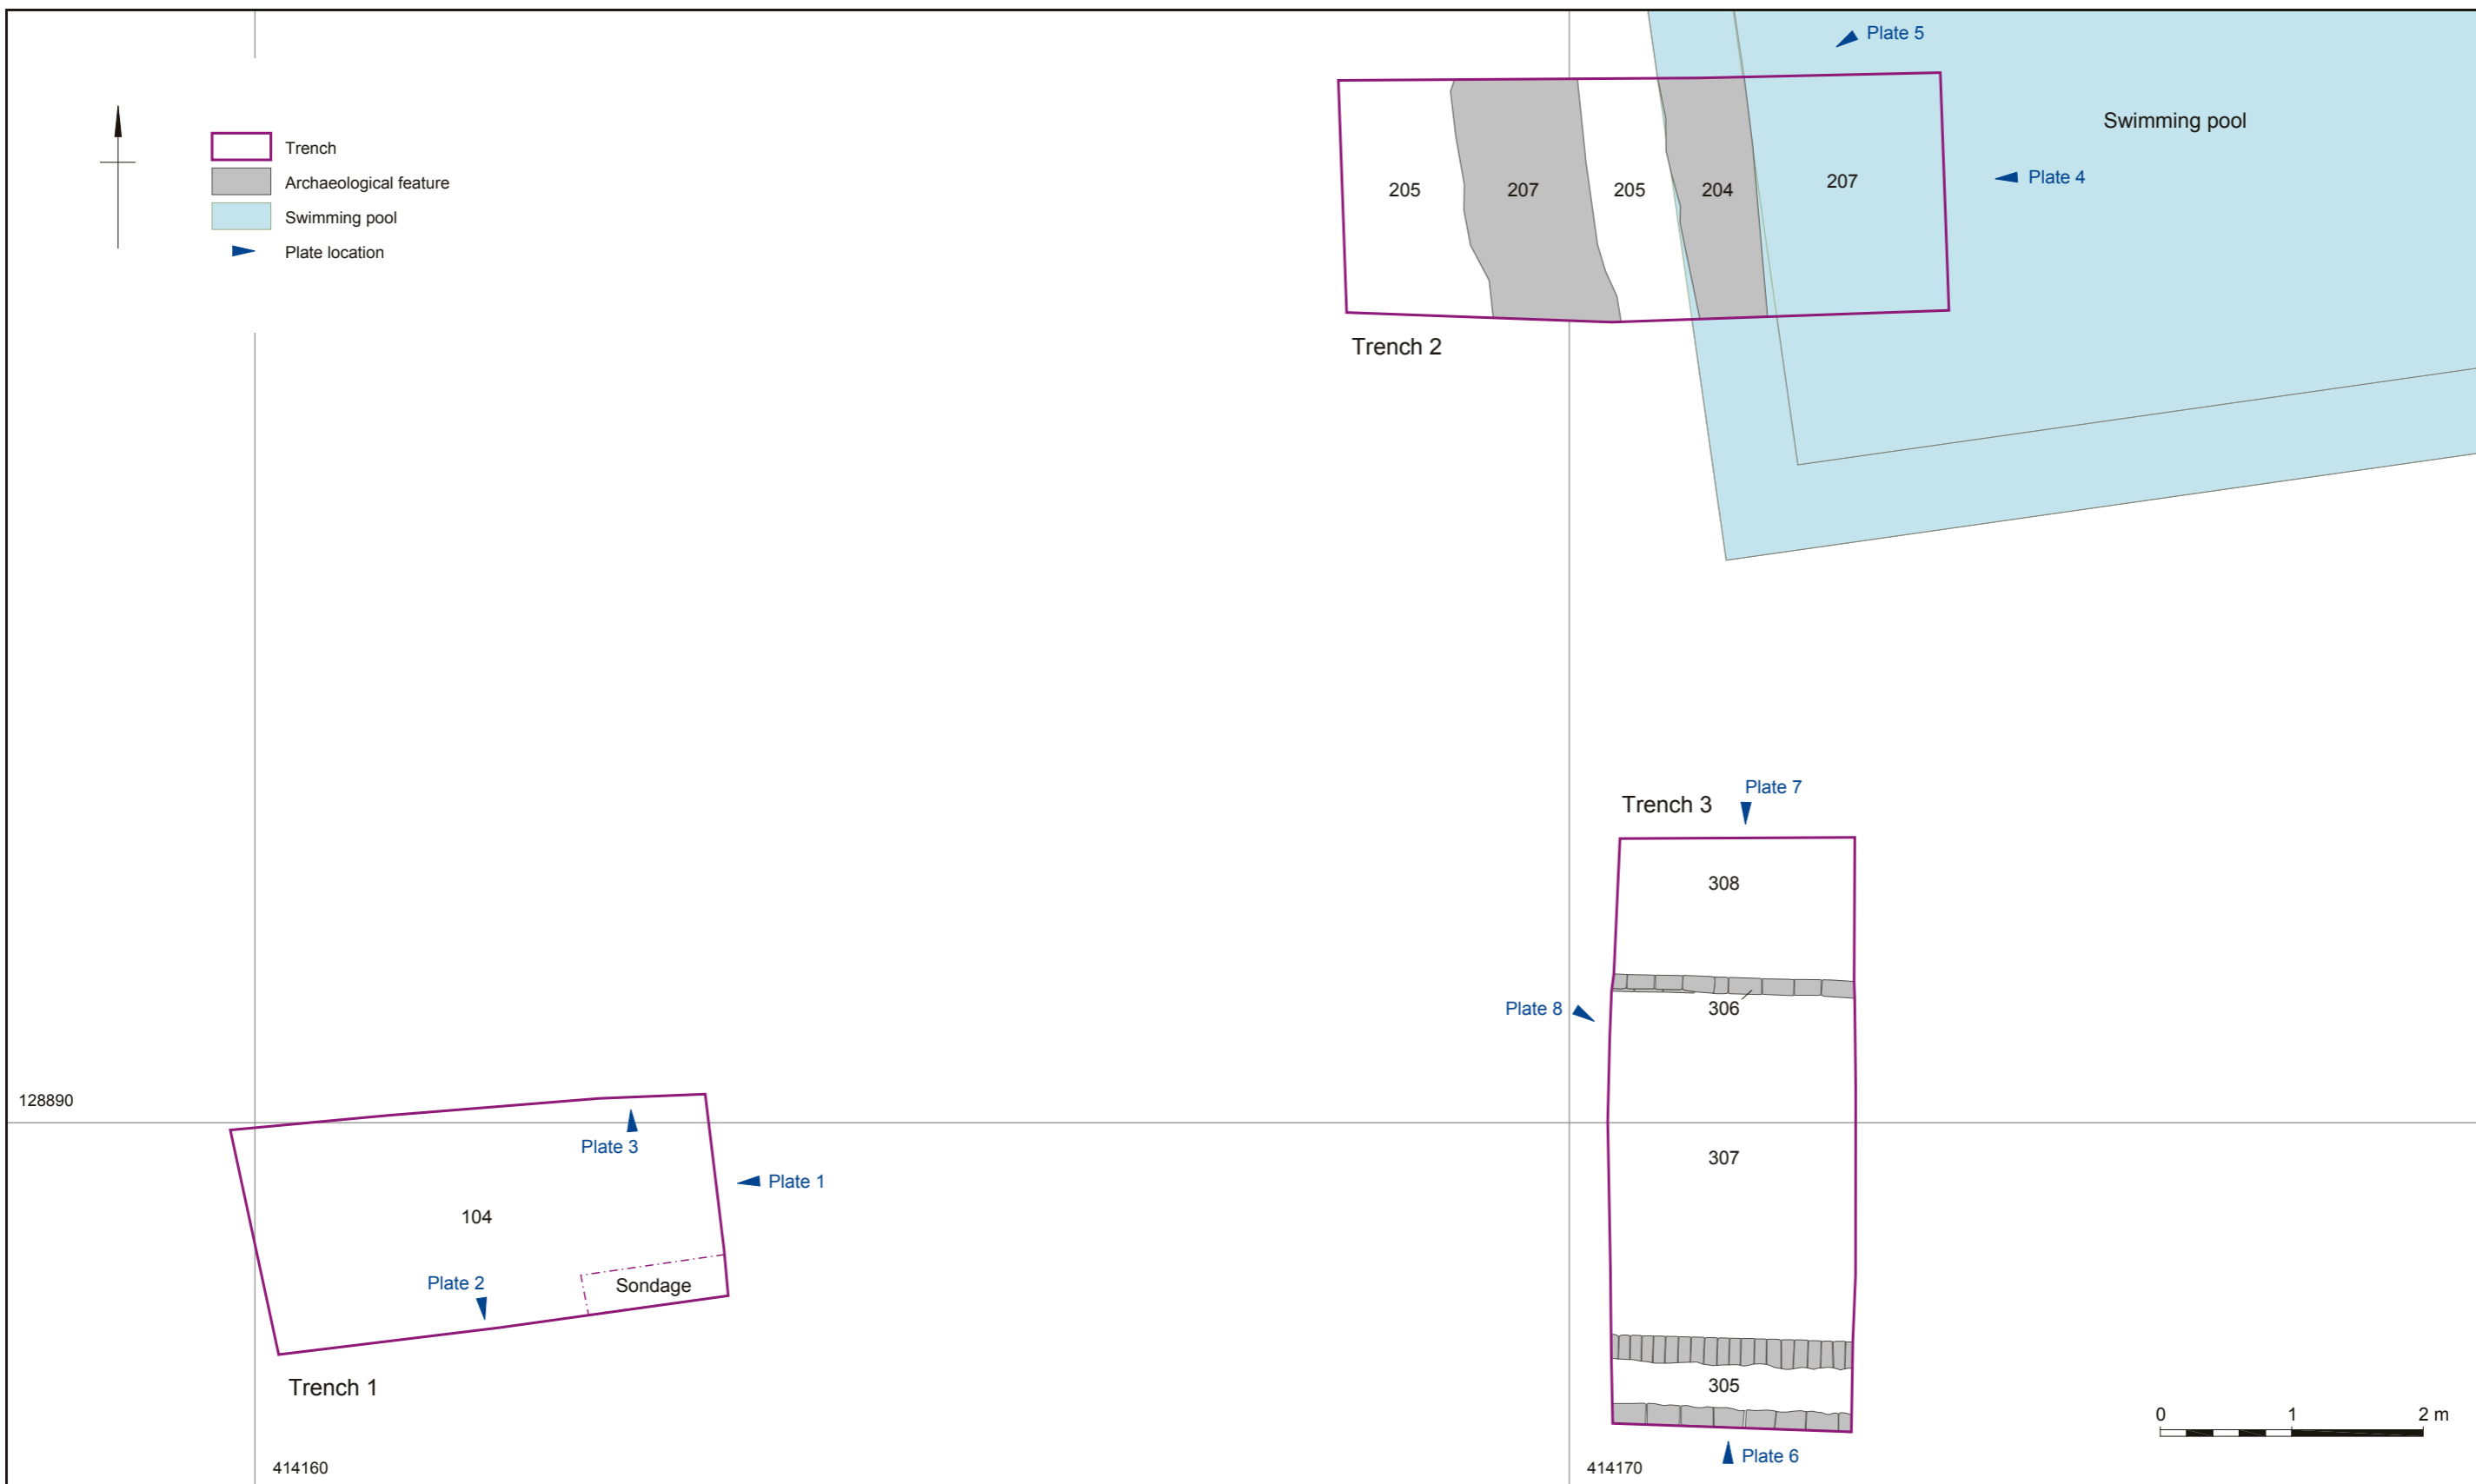 Plate 5
Swimming pool
Trench
Archaeological feature
Swimming pool
Plate location
205
207
205
204
207
Plate 4
Trench 2
Plate 7
Trench 3
308
Plate 8
306
128890
Plate 3
307
Plate 1
104
Plate 2
Sondage
Trench 1
305
0 1 2 m
Plate 6
414160
414170